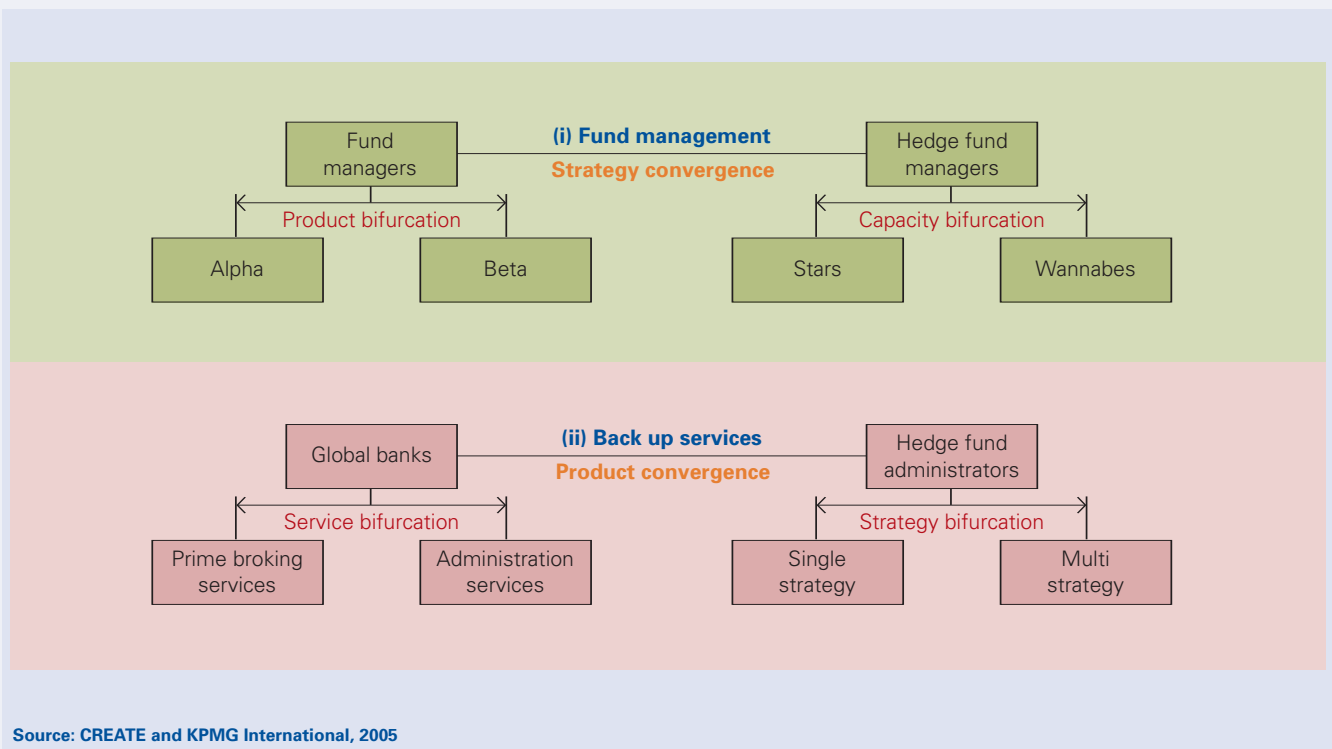 Fund
managers
(i) Fund management
Strategy convergence
Hedge fund
managers
Product bifurcation
Capacity bifurcation
Alpha
Beta
Stars
Wannabes
Global banks
(ii) Back up services
Product convergence
Hedge fund
administrators
Service bifurcation
Strategy bifurcation
Prime broking
services
Administration
services
Single
strategy
Multi
strategy
Source: CREATE and KPMG International, 2005